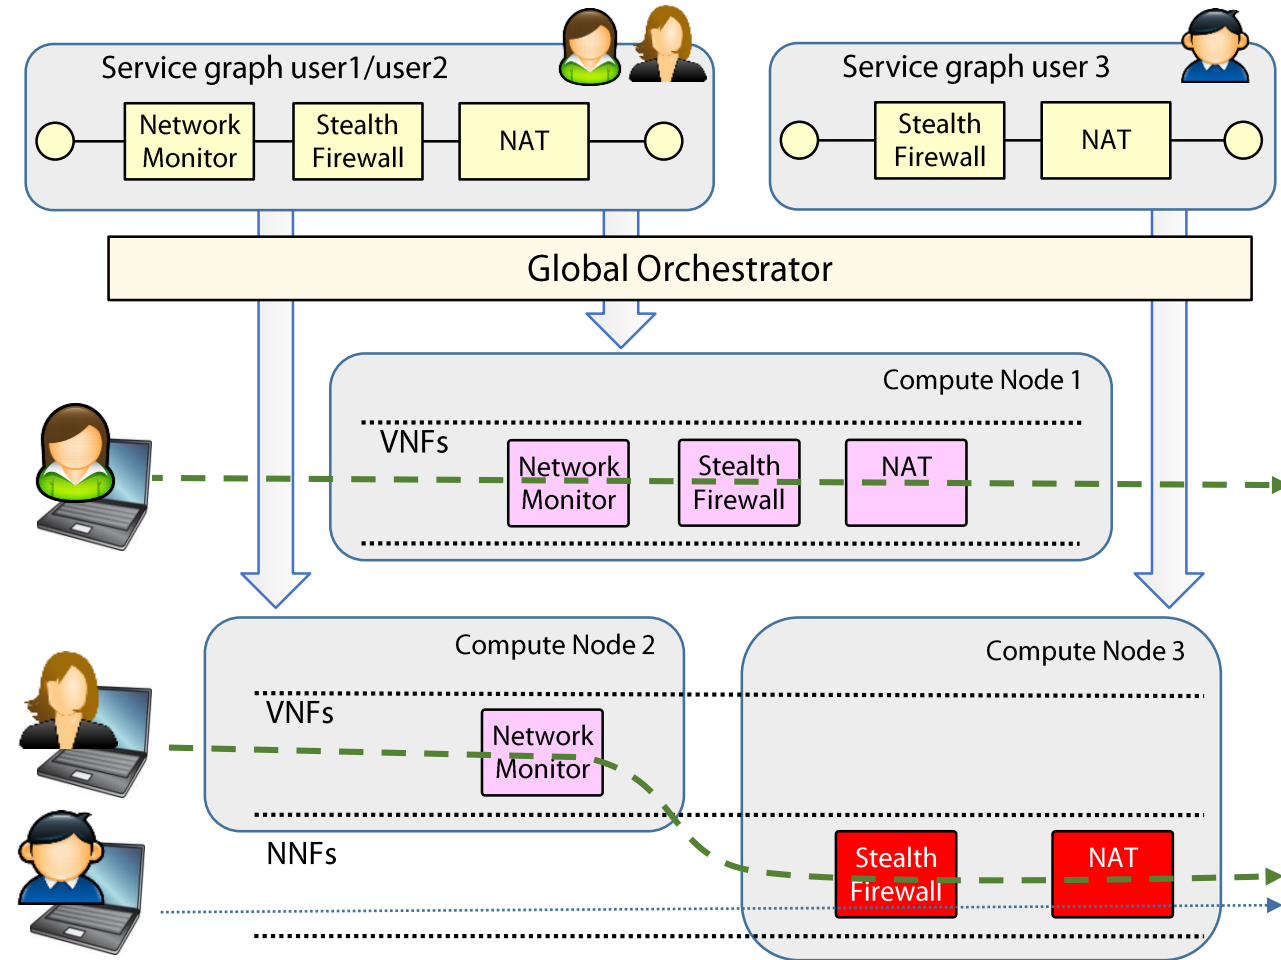 Service graph user1/user2
Service graph user 3
Network
Monitor
Stealth
Firewall
NAT
Stealth
Firewall
NAT
Global Orchestrator
Compute Node 1
VNFs
Network
Monitor
Stealth
Firewall
NAT
Compute Node 2
Compute Node 3
VNFs
Network
Monitor
NNFs
Stealth
Firewall
NAT